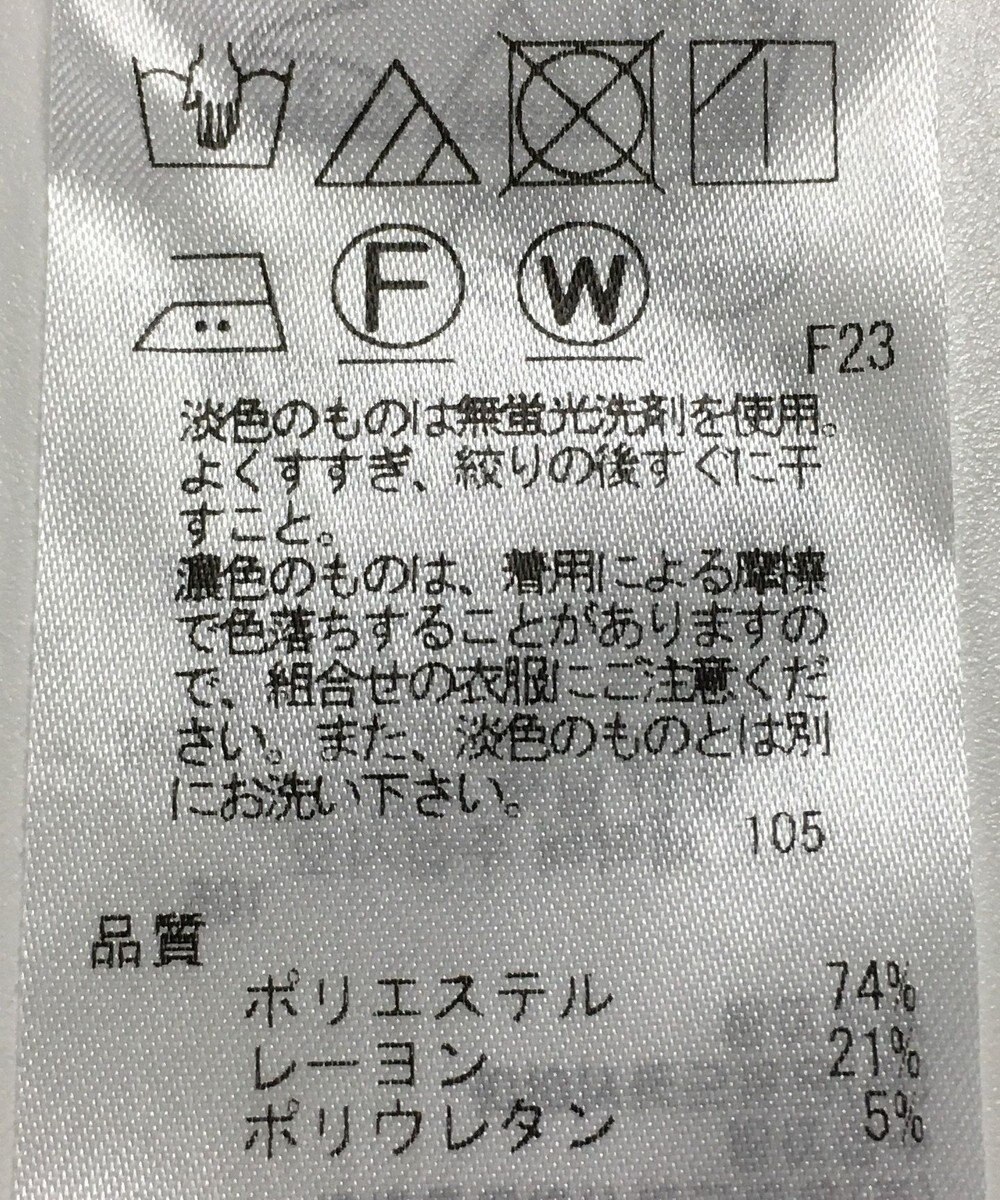 F
W
F23
淡色のものは無蛍光洗剤を使用。
よくすすぎ、絞りの後すぐに干
すこと。
濃色のものは、着用による摩擦
で色落ちすることがありますの
で、組合せの衣服にご注意くだ
さい。また、淡色のものとは別
にお洗い下さい。
105
品質
ポリエステル 74%
レーヨン 21%
ポリウレタン 5%